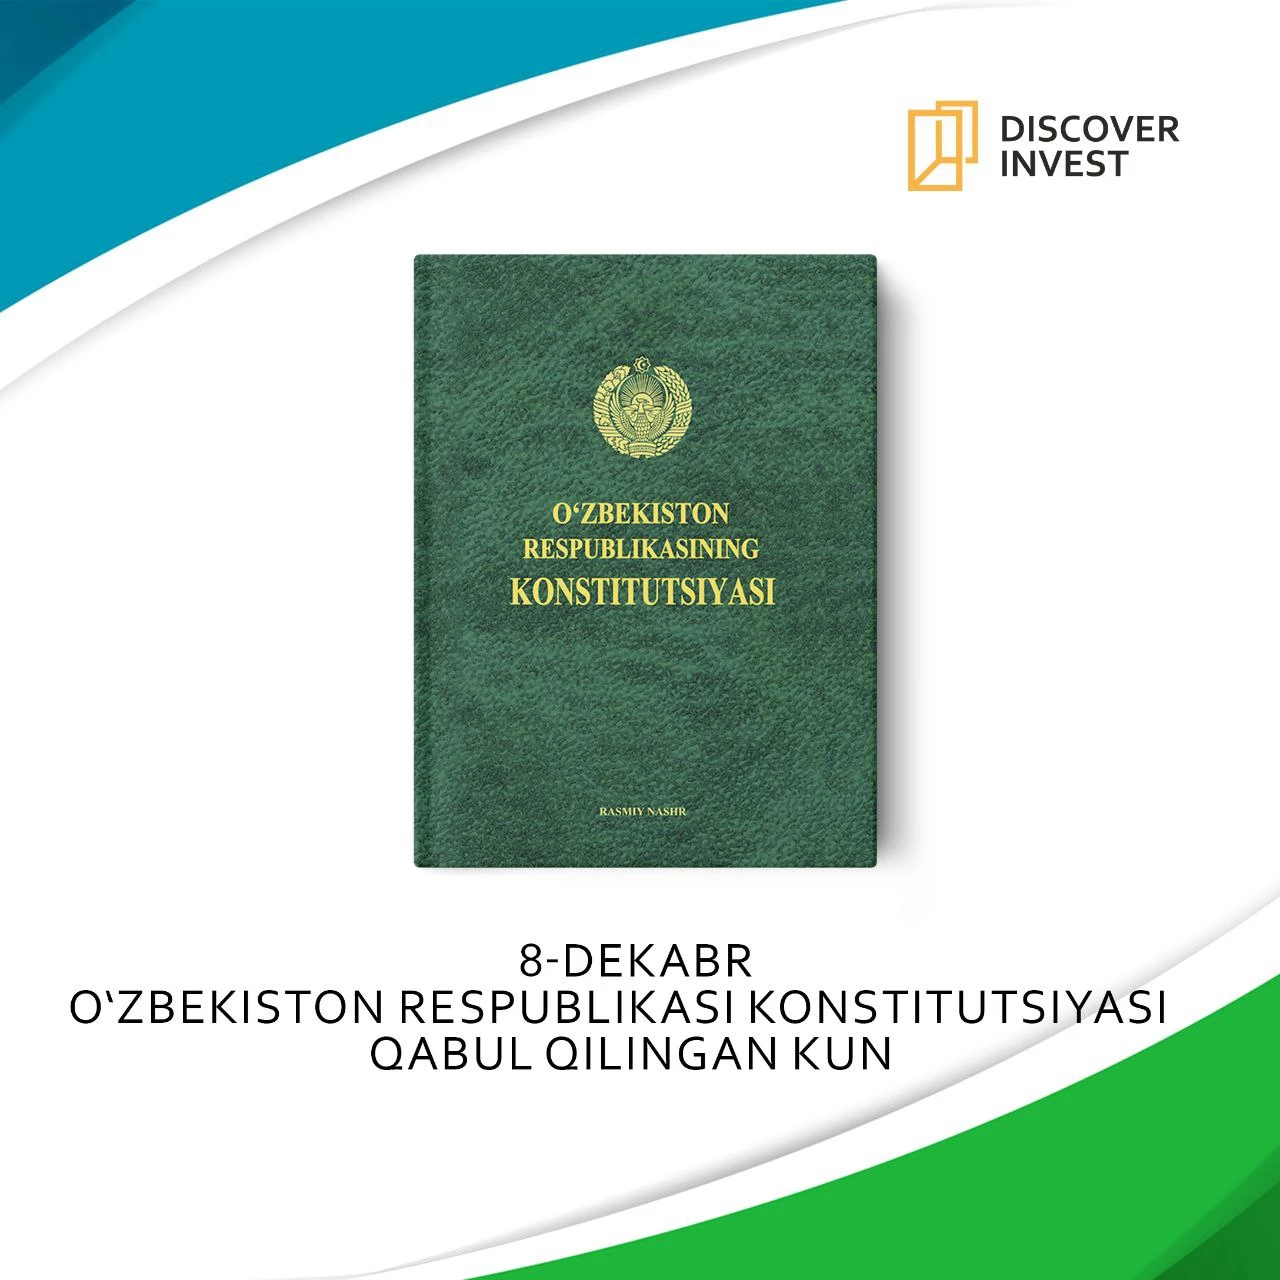 DISCOVER
INVEST
O‘ZBEKISTON
RESPUBLIKASINING
KONSTITUTSIYASI
RASMIY NASHR
8-DEKABR
O‘ZBEKISTON RESPUBLIKASI KONSTITUTSIYASI
QABUL QILINGAN KUN